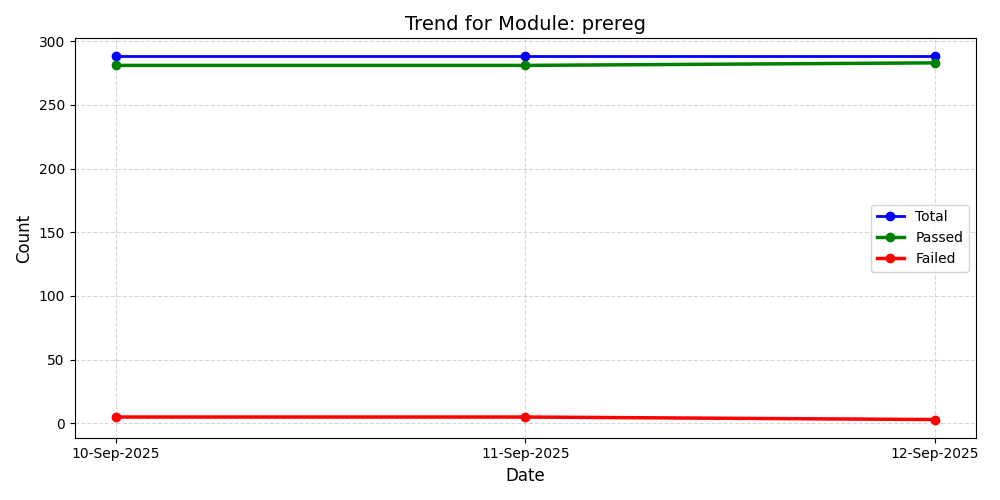 Trend for Module: prereg
300
250
200
150
100
50
0
Count
Total
Passed
Failed
10-Sep-2025
11-Sep-2025
12-Sep-2025
Date